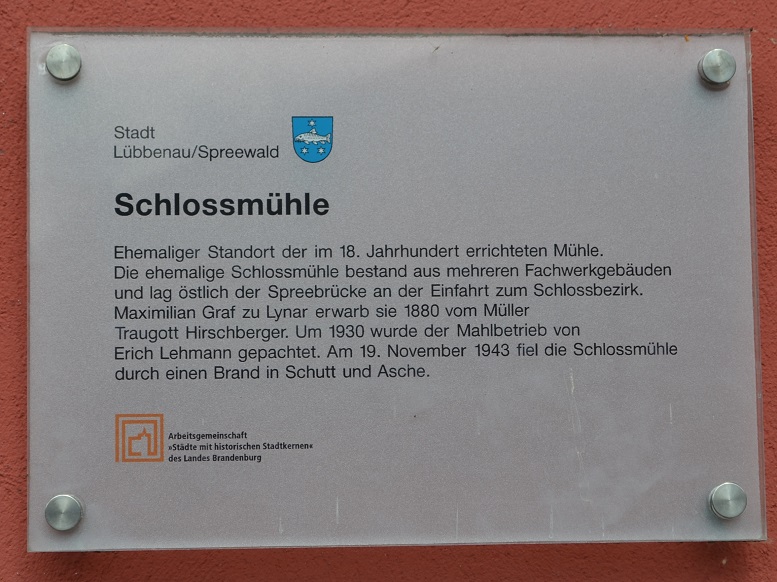 Stadt
Lübbenau/Spreewald
Schlossmühle
Ehemaliger Standort der im 18. Jahrhundert errichteten Mühle.
Die ehemalige Schlossmühle bestand aus mehreren Fachwerkgebäuden
und lag östlich der Spreebrücke an der Einfahrt zum Schlossbezirk.
Maximilian Graf zu Lynar erwarb sie 1880 vom Müller
Traugott Hirschberger. Um 1930 wurde der Mahlbetrieb von
Erich Lehmann gepachtet. Am 19. November 1943 fiel die Schlossmühle
durch einen Brand in Schutt und Asche.
Arbeitsgemeinschaft
»Städte mit historischen Stadtkernen«
des Landes Brandenburg